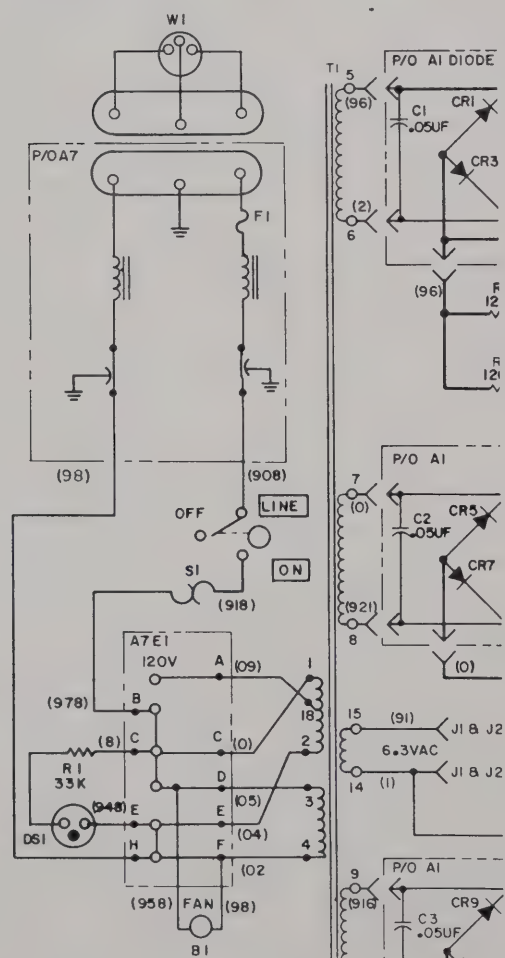 W1
P/O A7
F1
(98)
(908)
OFF
LINE
ON
S1
(918)
A7E1
120V
A
(09)
(978)
B
(8)
C
C
(0)
R1
33K
D
(05)
(948)
E
E
(04)
DS1
H
F
(02
(958)
FAN
(98)
B1
1
18
2
3
4
T1
5
(96)
P/O A1 DIODE
C1
.05UF
CR1
CR3
(2)
6
(96)
12
12
7
(0)
P/O A1
C2
.05UF
CR5
CR7
(921)
8
(0)
15
(91)
J1 & J2
6.3VAC
14
(1)
J1 & J2
9
(916)
P/O A1
C3
.05UF
CR9